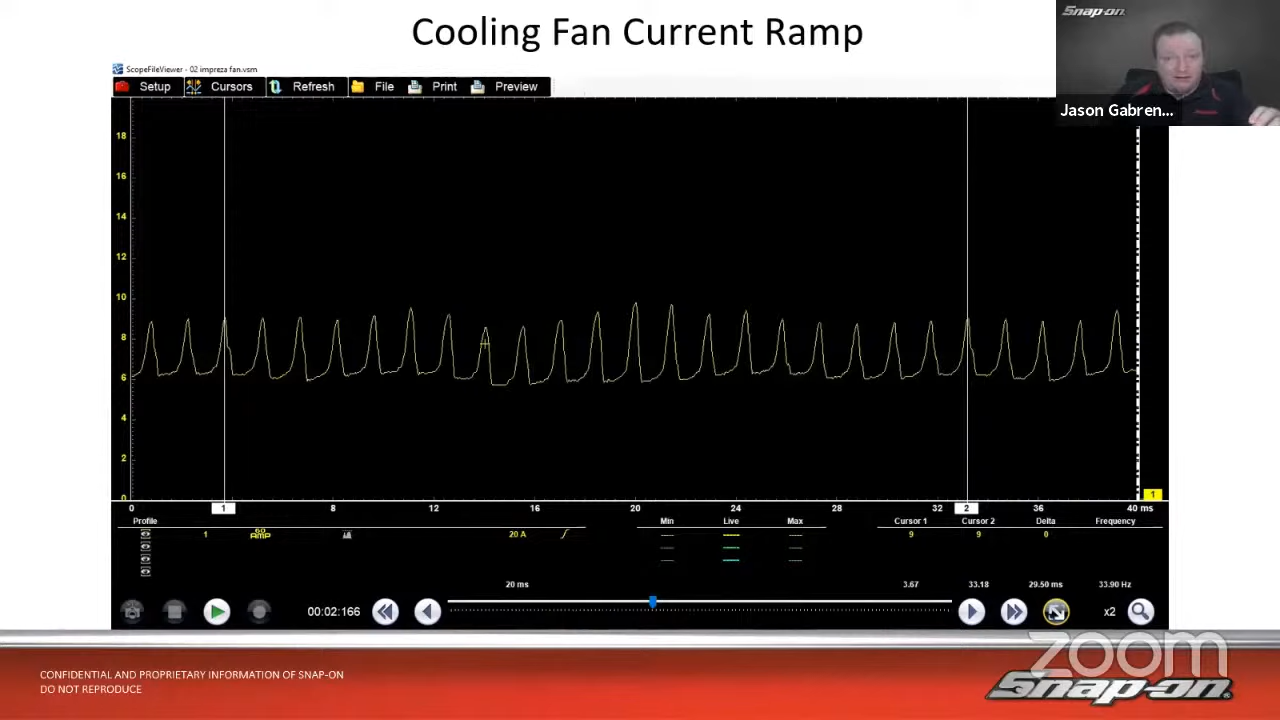 Cooling Fan Current Ramp
Snap-on
Jason Gabren...
ScopeFileViewer - 02 impreza fan.vsm
Setup Cursors Refresh File Print Preview
18
16
14
12
10
8
6
4
2
0
1
0 1 8 12 16 20 24 28 32 2 36 40 ms
Profile Min Live Max Cursor 1 Cursor 2 Delta Frequency
1 60 AMP 20 A ---- ---- ---- 9 9 0
20 ms 3.67 33.18 29.50 ms 33.90 Hz
00:02:166 x2
zoom
CONFIDENTIAL AND PROPRIETARY INFORMATION OF SNAP-ON
DO NOT REPRODUCE
Snap-on